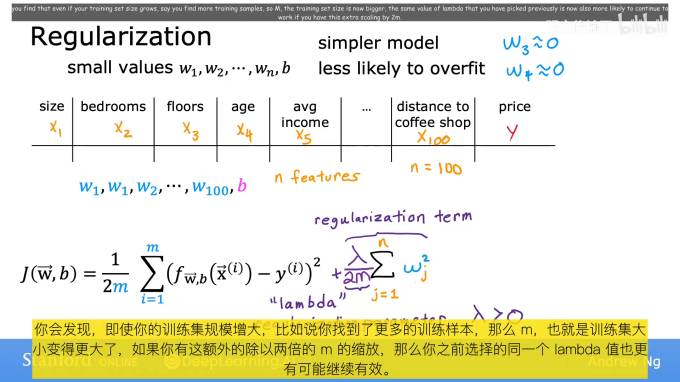 you find that even if your training set size grows, say you find more training samples, so M, the training set size is now bigger, the same value of lambda that you have picked previously is now also more likely to continue to
work if you have this extra scaling by 2m.
Regularization
simpler model w₃≈0
small values w₁, w₂, ⋯, wₙ, b less likely to overfit w₄≈0
size bedrooms floors age avg income … distance to coffee shop price
x₁ x₂ x₃ x₄ x₅ x₁₀₀ y
w₁, w₁, w₂, ⋯, w₁₀₀, b n features n = 100
regularization term
J(w⃗, b) = 1/2m ∑ᵢ₌₁ᵐ (f_w⃗,b(x⃗⁽ⁱ⁾) − y⁽ⁱ⁾)² + λ/2m ∑ⱼ₌₁ⁿ wⱼ²
"lambda"
λ > 0
你会发现，即使你的训练集规模增大，比如说你找到了更多的训练样本，那么 m，也就是训练集大
小变得更大了，如果你有这额外的除以两倍的 m 的缩放，那么你之前选择的同一个 lambda 值也更
有可能继续有效。